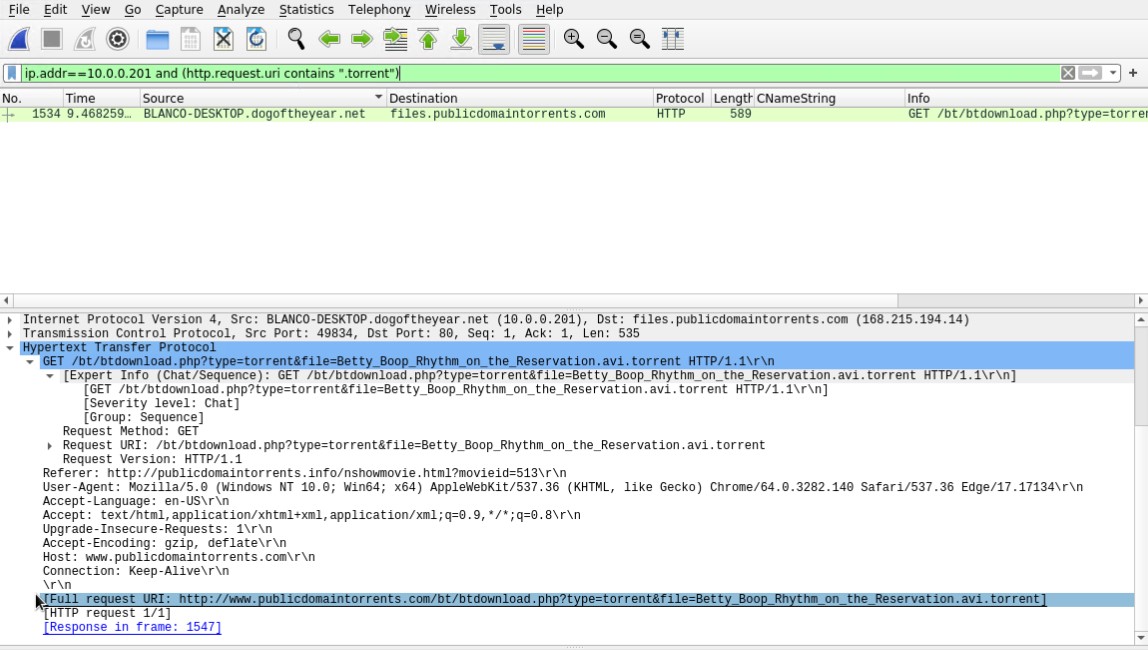 File Edit View Go Capture Analyze Statistics Telephony Wireless Tools Help
ip.addr==10.0.0.201 and (http.request.uri contains ".torrent")
No. Time Source Destination Protocol Length CNameString Info
1534 9.468259… BLANCO-DESKTOP.dogoftheyear.net files.publicdomaintorrents.com HTTP 589 GET /bt/btdownload.php?type=torre
Internet Protocol Version 4, Src: BLANCO-DESKTOP.dogoftheyear.net (10.0.0.201), Dst: files.publicdomaintorrents.com (168.215.194.14)
Transmission Control Protocol, Src Port: 49834, Dst Port: 80, Seq: 1, Ack: 1, Len: 535
Hypertext Transfer Protocol
GET /bt/btdownload.php?type=torrent&file=Betty_Boop_Rhythm_on_the_Reservation.avi.torrent HTTP/1.1\r\n
[Expert Info (Chat/Sequence): GET /bt/btdownload.php?type=torrent&file=Betty_Boop_Rhythm_on_the_Reservation.avi.torrent HTTP/1.1\r\n]
[GET /bt/btdownload.php?type=torrent&file=Betty_Boop_Rhythm_on_the_Reservation.avi.torrent HTTP/1.1\r\n]
[Severity level: Chat]
[Group: Sequence]
Request Method: GET
Request URI: /bt/btdownload.php?type=torrent&file=Betty_Boop_Rhythm_on_the_Reservation.avi.torrent
Request Version: HTTP/1.1
Referer: http://publicdomaintorrents.info/nshowmovie.html?movieid=513\r\n
User-Agent: Mozilla/5.0 (Windows NT 10.0; Win64; x64) AppleWebKit/537.36 (KHTML, like Gecko) Chrome/64.0.3282.140 Safari/537.36 Edge/17.17134\r\n
Accept-Language: en-US\r\n
Accept: text/html,application/xhtml+xml,application/xml;q=0.9,*/*;q=0.8\r\n
Upgrade-Insecure-Requests: 1\r\n
Accept-Encoding: gzip, deflate\r\n
Host: www.publicdomaintorrents.com\r\n
Connection: Keep-Alive\r\n
\r\n
[Full request URI: http://www.publicdomaintorrents.com/bt/btdownload.php?type=torrent&file=Betty_Boop_Rhythm_on_the_Reservation.avi.torrent]
[HTTP request 1/1]
[Response in frame: 1547]